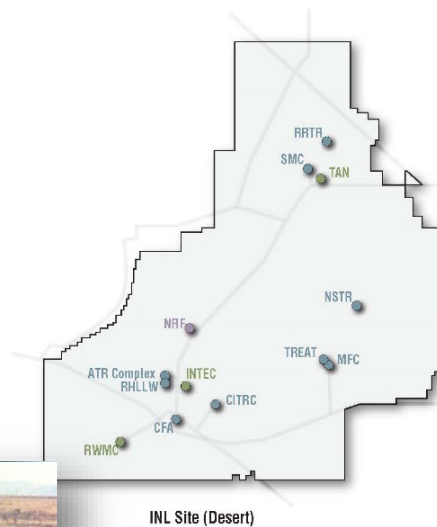 RRTR
SMC
TAN
NSTR
NRF
TREAT
MFC
ATR Complex
RHLLW
INTEC
CITRC
CFA
RWMC
INL Site (Desert)